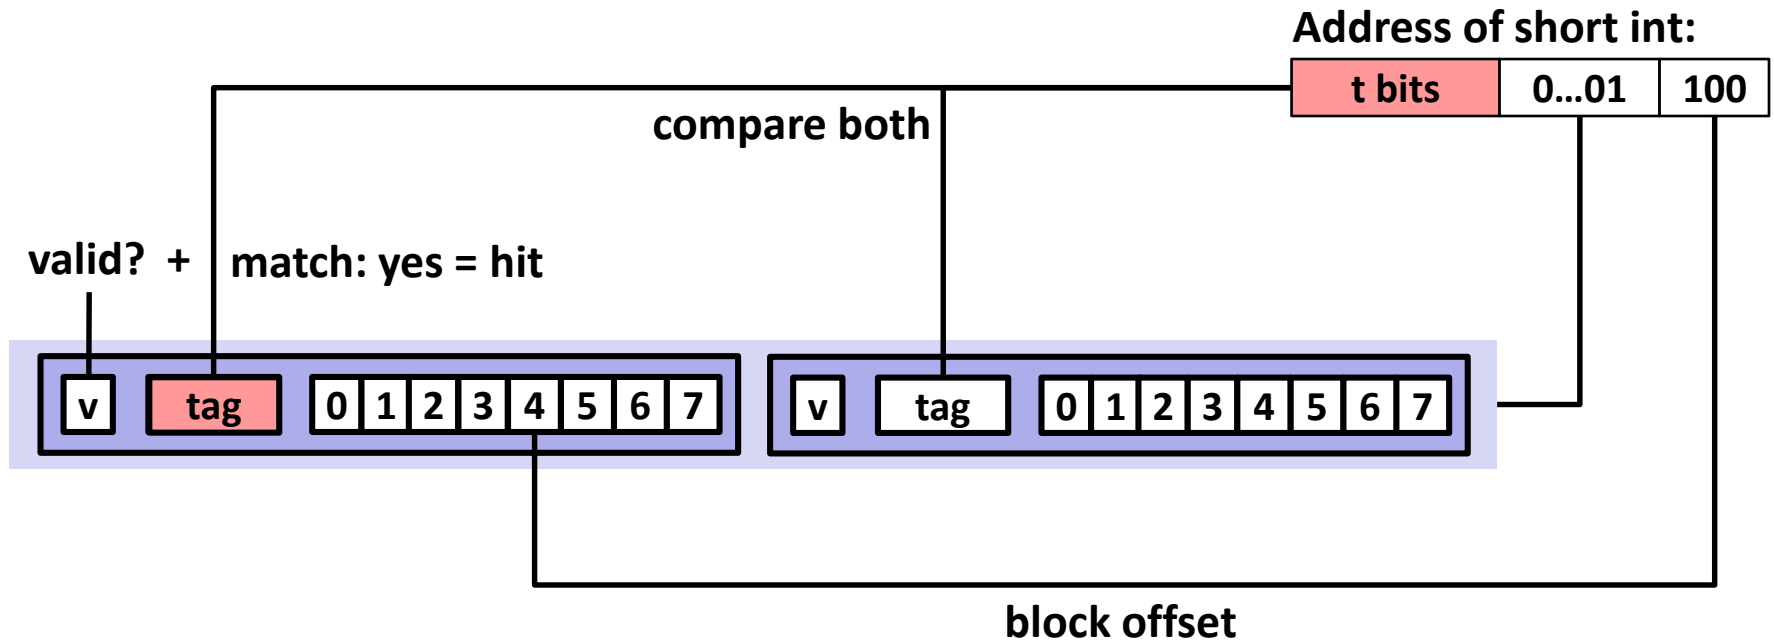 Address of short int:
t bits 0...01 100
compare both
valid? + match: yes = hit
v tag 0 1 2 3 4 5 6 7 v tag 0 1 2 3 4 5 6 7
block offset